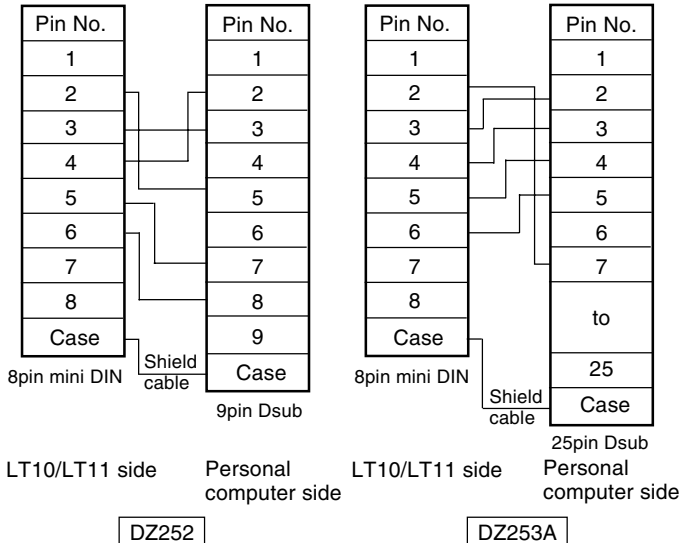 Pin No.
1
2
3
4
5
6
7
8
Case
8pin mini DIN
LT10/LT11 side
Shield
cable
Pin No.
1
2
3
4
5
6
7
8
9
Case
9pin Dsub
Personal
computer side
DZ252
Pin No.
1
2
3
4
5
6
7
8
Case
8pin mini DIN
LT10/LT11 side
Shield
cable
Pin No.
1
2
3
4
5
6
7
to
25
Case
25pin Dsub
Personal
computer side
DZ253A